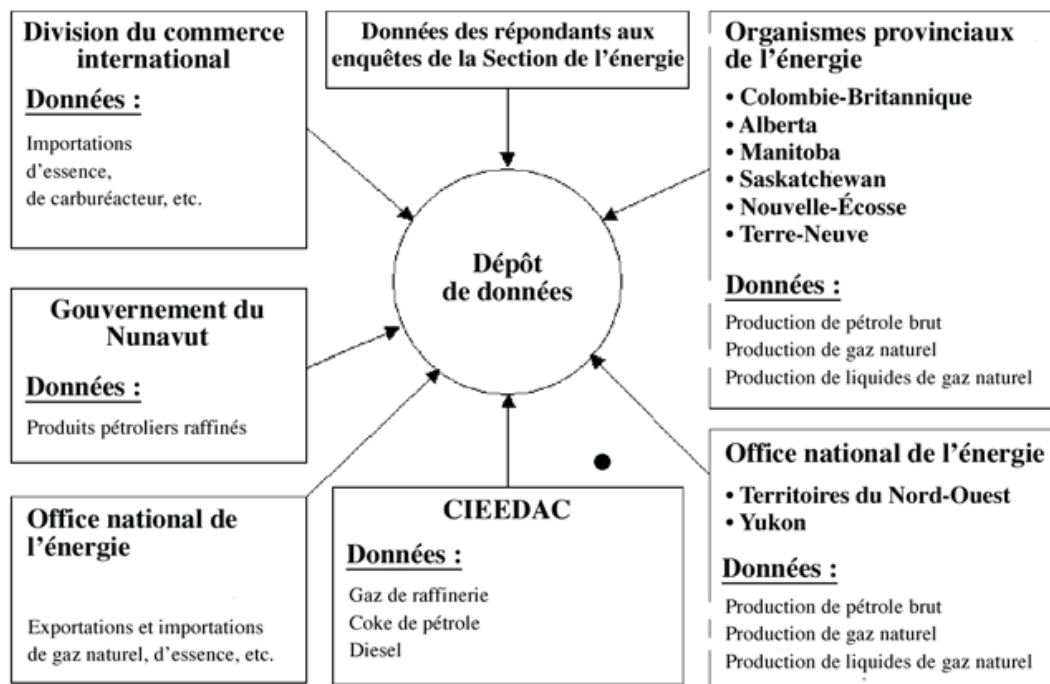 Division du commerce
international
Données :
Importations
d'essence,
de carburéacteur, etc.
Données des répondants aux
enquêtes de la Section de l'énergie
Organismes provinciaux
de l'énergie
• Colombie-Britannique
• Alberta
• Manitoba
• Saskatchewan
• Nouvelle-Écosse
• Terre-Neuve
Données :
Production de pétrole brut
Production de gaz naturel
Production de liquides de gaz naturel
Dépôt
de données
Gouvernement du
Nunavut
Données :
Produits pétroliers raffinés
Office national de
l'énergie
Exportations et importations
de gaz naturel, d'essence, etc.
CIEEDAC
Données :
Gaz de raffinerie
Coke de pétrole
Diesel
Office national de l'énergie
• Territoires du Nord-Ouest
• Yukon
Données :
Production de pétrole brut
Production de gaz naturel
Production de liquides de gaz naturel